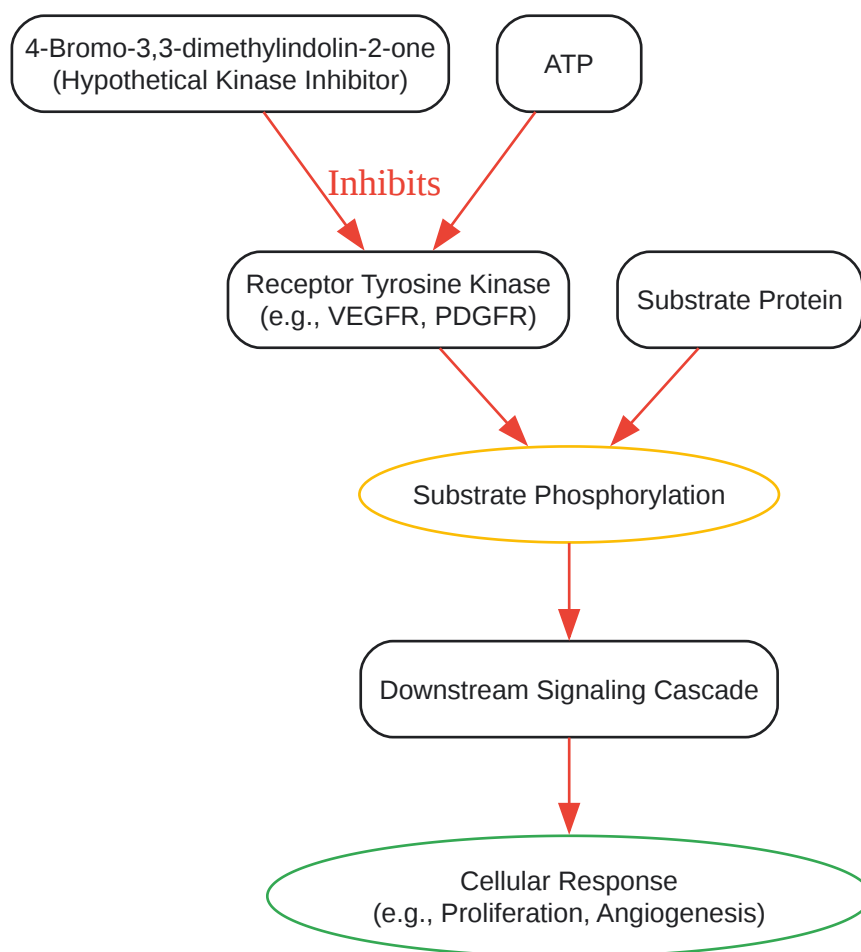 4-Bromo-3,3-dimethylindolin-2-one
(Hypothetical Kinase Inhibitor)
ATP
Inhibits
Receptor Tyrosine Kinase
(e.g., VEGFR, PDGFR)
Substrate Protein
Substrate Phosphorylation
Downstream Signaling Cascade
Cellular Response
(e.g., Proliferation, Angiogenesis)